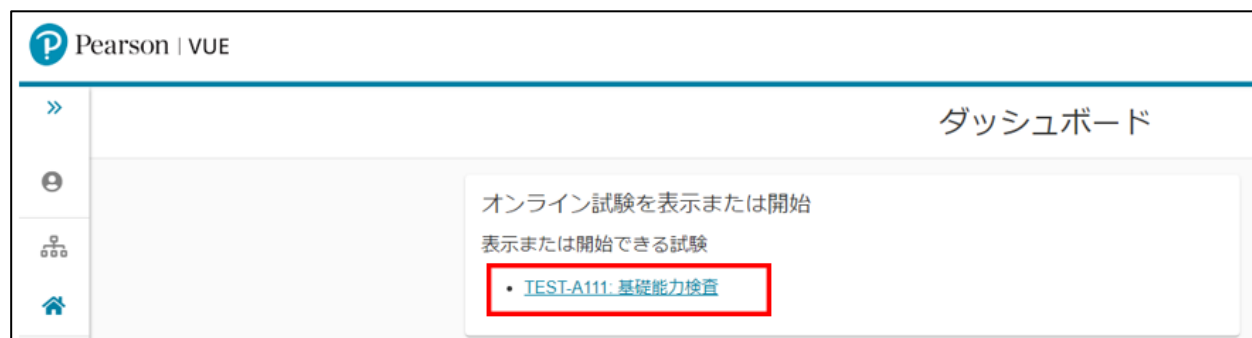 Pearson | VUE
ダッシュボード
オンライン試験を表示または開始
表示または開始できる試験
• TEST-A111: 基礎能力検査